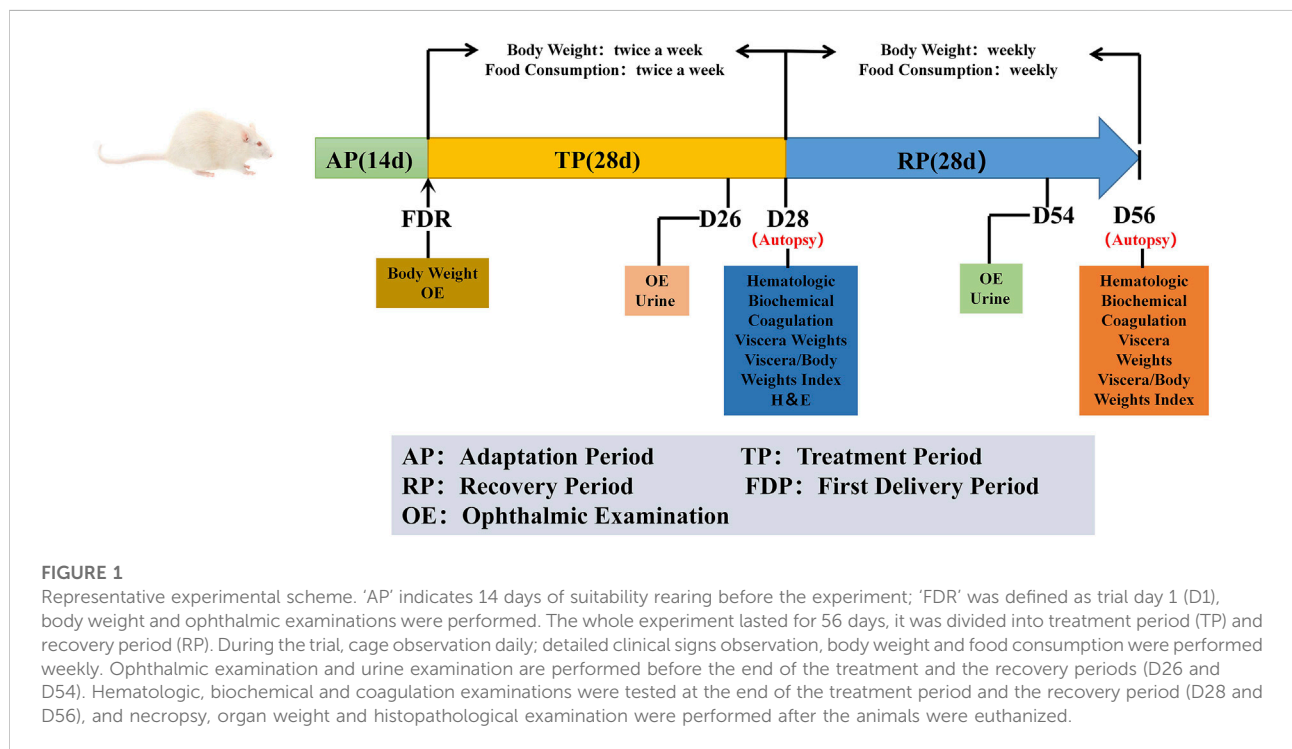 Body Weight： twice a week
Food Consumption： twice a week
Body Weight： weekly
Food Consumption： weekly
AP(14d)
TP(28d)
RP(28d）
FDR
D26
D28
(Autopsy)
D54
D56
(Autopsy)
Body Weight
OE
OE
Urine
Hematologic
Biochemical
Coagulation
Viscera Weights
Viscera/Body
Weights Index
H&E
OE
Urine
Hematologic
Biochemical
Coagulation
Viscera
Weights
Viscera/Body
Weights Index
AP： Adaptation Period
TP： Treatment Period
RP： Recovery Period
FDP： First Delivery Period
OE： Ophthalmic Examination
FIGURE 1
Representative experimental scheme. ‘AP’ indicates 14 days of suitability rearing before the experiment; ‘FDR’ was defined as trial day 1 (D1),
body weight and ophthalmic examinations were performed. The whole experiment lasted for 56 days, it was divided into treatment period (TP) and
recovery period (RP). During the trial, cage observation daily; detailed clinical signs observation, body weight and food consumption were performed
weekly. Ophthalmic examination and urine examination are performed before the end of the treatment and the recovery periods (D26 and
D54). Hematologic, biochemical and coagulation examinations were tested at the end of the treatment period and the recovery period (D28 and
D56), and necropsy, organ weight and histopathological examination were performed after the animals were euthanized.